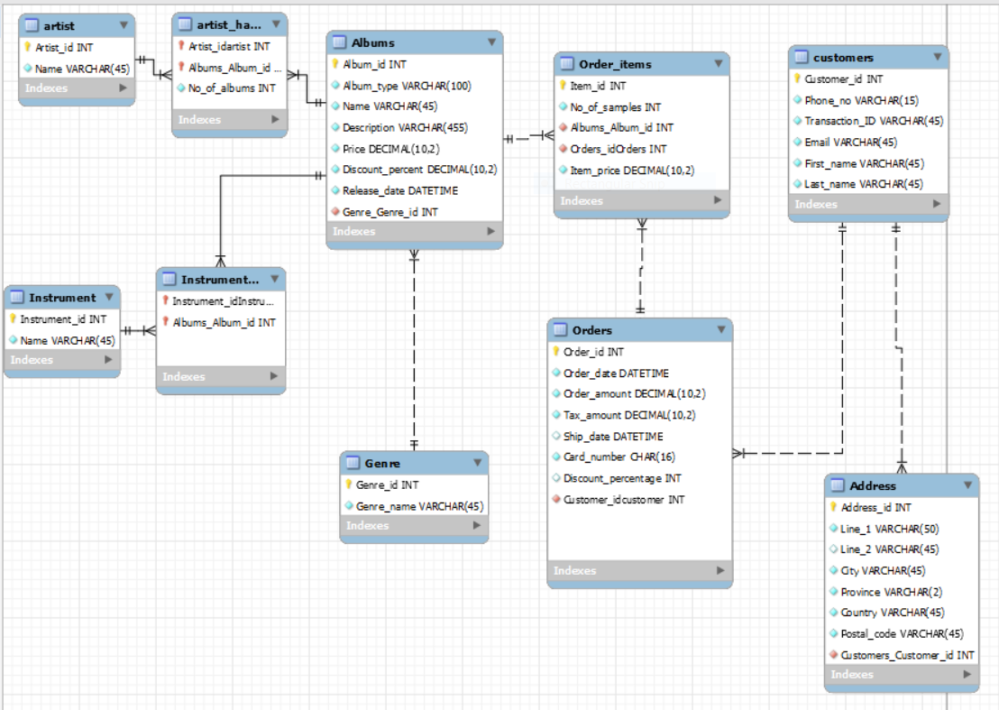 artist
Artist_id INT
Name VARCHAR(45)
Indexes
artist_ha...
Artist_idartist INT
Albums_Album_id ...
No_of_albums INT
Indexes
Albums
Album_id INT
Album_type VARCHAR(100)
Name VARCHAR(45)
Description VARCHAR(455)
Price DECIMAL(10,2)
Discount_percent DECIMAL(10,2)
Release_date DATETIME
Genre_Genre_id INT
Indexes
Order_items
Item_id INT
No_of_samples INT
Albums_Album_id INT
Orders_idOrders INT
Item_price DECIMAL(10,2)
Indexes
customers
Customer_id INT
Phone_no VARCHAR(15)
Transaction_ID VARCHAR(45)
Email VARCHAR(45)
First_name VARCHAR(45)
Last_name VARCHAR(45)
Indexes
Instrument
Instrument_id INT
Name VARCHAR(45)
Indexes
Instrument...
Instrument_idInstru...
Albums_Album_id INT
Indexes
Genre
Genre_id INT
Genre_name VARCHAR(45)
Indexes
Orders
Order_id INT
Order_date DATETIME
Order_amount DECIMAL(10,2)
Tax_amount DECIMAL(10,2)
Ship_date DATETIME
Card_number CHAR(16)
Discount_percentage INT
Customer_idcustomer INT
Indexes
Address
Address_id INT
Line_1 VARCHAR(50)
Line_2 VARCHAR(45)
City VARCHAR(45)
Province VARCHAR(2)
Country VARCHAR(45)
Postal_code VARCHAR(45)
Customers_Customer_id INT
Indexes